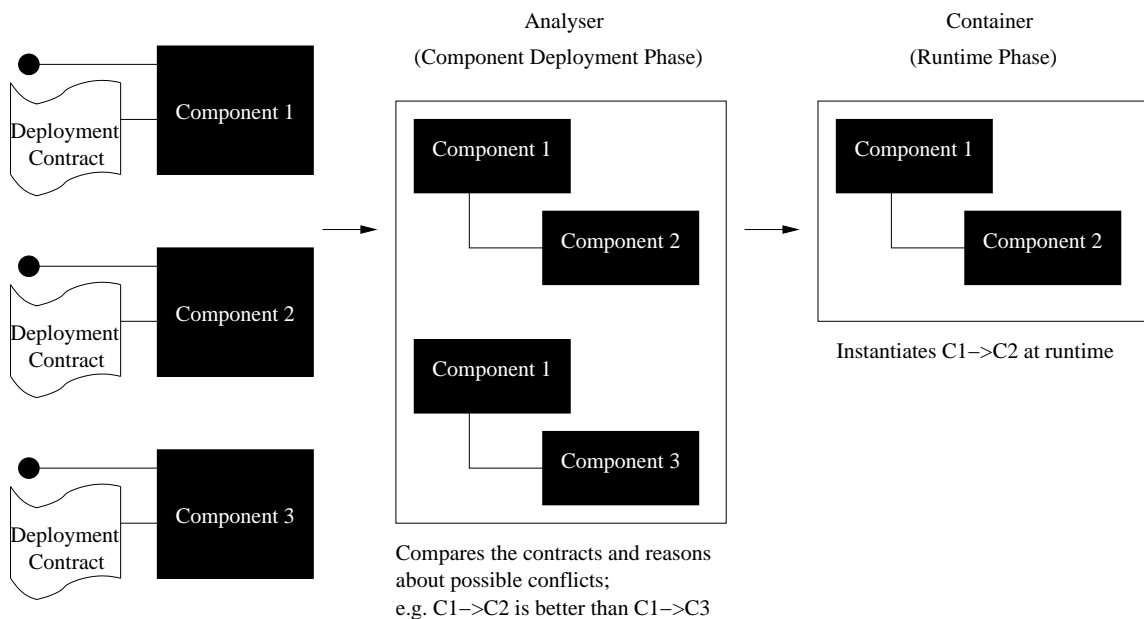 Deployment
Contract
Component 1
Deployment
Contract
Component 2
Deployment
Contract
Component 3
Analyser
(Component Deployment Phase)
Component 1
Component 2
Component 1
Component 3
Compares the contracts and reasons
about possible conflicts;
e.g. C1−>C2 is better than C1−>C3
Container
(Runtime Phase)
Component 1
Component 2
Instantiates C1−>C2 at runtime